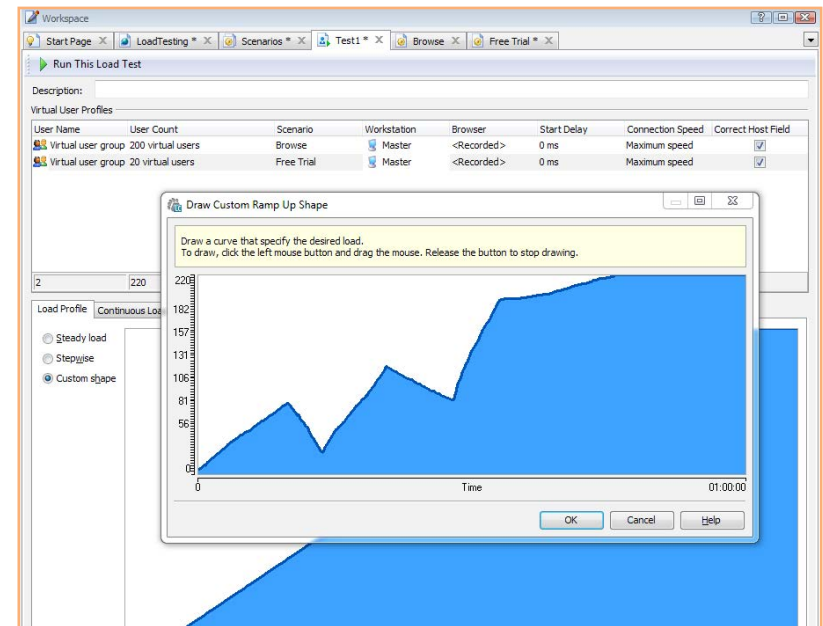 Workspace
Start Page LoadTesting * Scenarios * Test1 * Browse Free Trial *
Run This Load Test
Description:
Virtual User Profiles
User Name User Count Scenario Workstation Browser Start Delay Connection Speed Correct Host Field
Virtual user group 200 virtual users Browse Master <Recorded> 0 ms Maximum speed
Virtual user group 20 virtual users Free Trial Master <Recorded> 0 ms Maximum speed
Draw Custom Ramp Up Shape
Draw a curve that specify the desired load.
To draw, click the left mouse button and drag the mouse. Release the button to stop drawing.
2 220
220
182
157
131
106
81
56
0
0 Time 01:00:00
OK Cancel Help
Load Profile Continuous Loa
Steady load
Stepwise
Custom shape